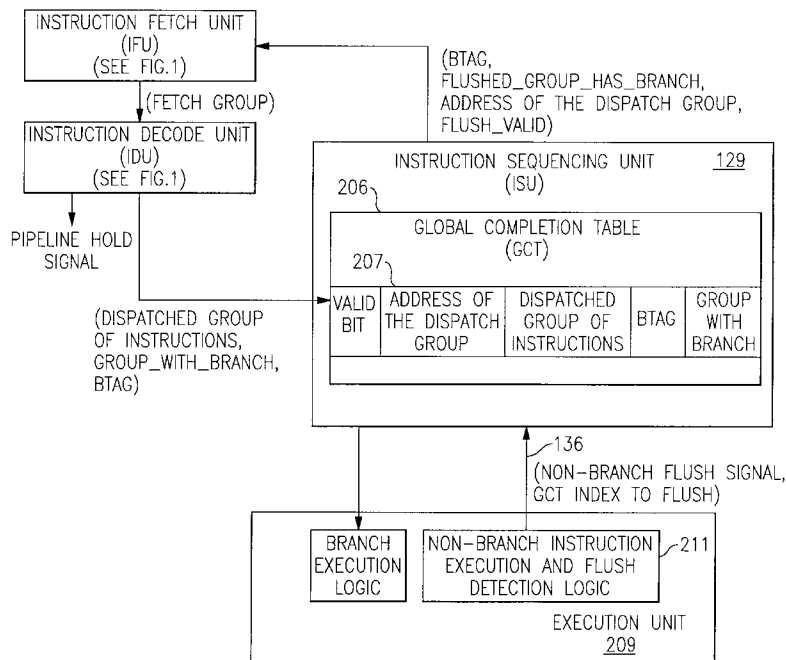 INSTRUCTION FETCH UNIT
(IFU)
(SEE FIG.1)
(FETCH GROUP)
INSTRUCTION DECODE UNIT
(IDU)
(SEE FIG.1)
PIPELINE HOLD
SIGNAL
(DISPATCHED GROUP
OF INSTRUCTIONS,
GROUP_WITH_BRANCH,
BTAG)
(BTAG,
FLUSHED_GROUP_HAS_BRANCH,
ADDRESS OF THE DISPATCH GROUP,
FLUSH_VALID)
INSTRUCTION SEQUENCING UNIT
(ISU)
129
206
GLOBAL COMPLETION TABLE
(GCT)
207
VALID
BIT
ADDRESS OF
THE DISPATCH
GROUP
DISPATCHED
GROUP OF
INSTRUCTIONS
BTAG
GROUP
WITH
BRANCH
136
(NON-BRANCH FLUSH SIGNAL,
GCT INDEX TO FLUSH)
BRANCH
EXECUTION
LOGIC
NON-BRANCH INSTRUCTION
EXECUTION AND FLUSH
DETECTION LOGIC
211
EXECUTION UNIT
209